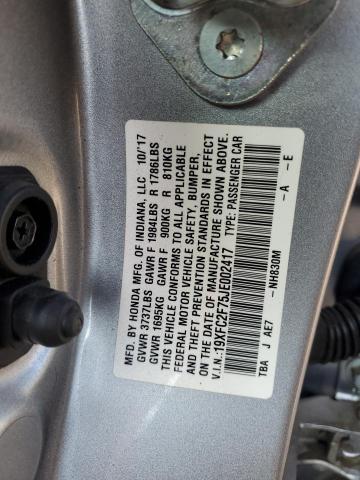 MFD. BY HONDA MFG. OF INDIANA, LLC 10/17
GVWR 3737LBS GAWR F 1984LBS R 1786LBS
GVWR 1695KG GAWR F 900KG R 810KG
THIS VEHICLE CONFORMS TO ALL APPLICABLE
FEDERAL MOTOR VEHICLE SAFETY, BUMPER,
AND THEFT PREVENTION STANDARDS IN EFFECT
ON THE DATE OF MANUFACTURE SHOWN ABOVE.
V.I.N.: 19XFC2F75JE002417 TYPE: PASSENGER CAR
NH830M -A -E
TBA J AE7